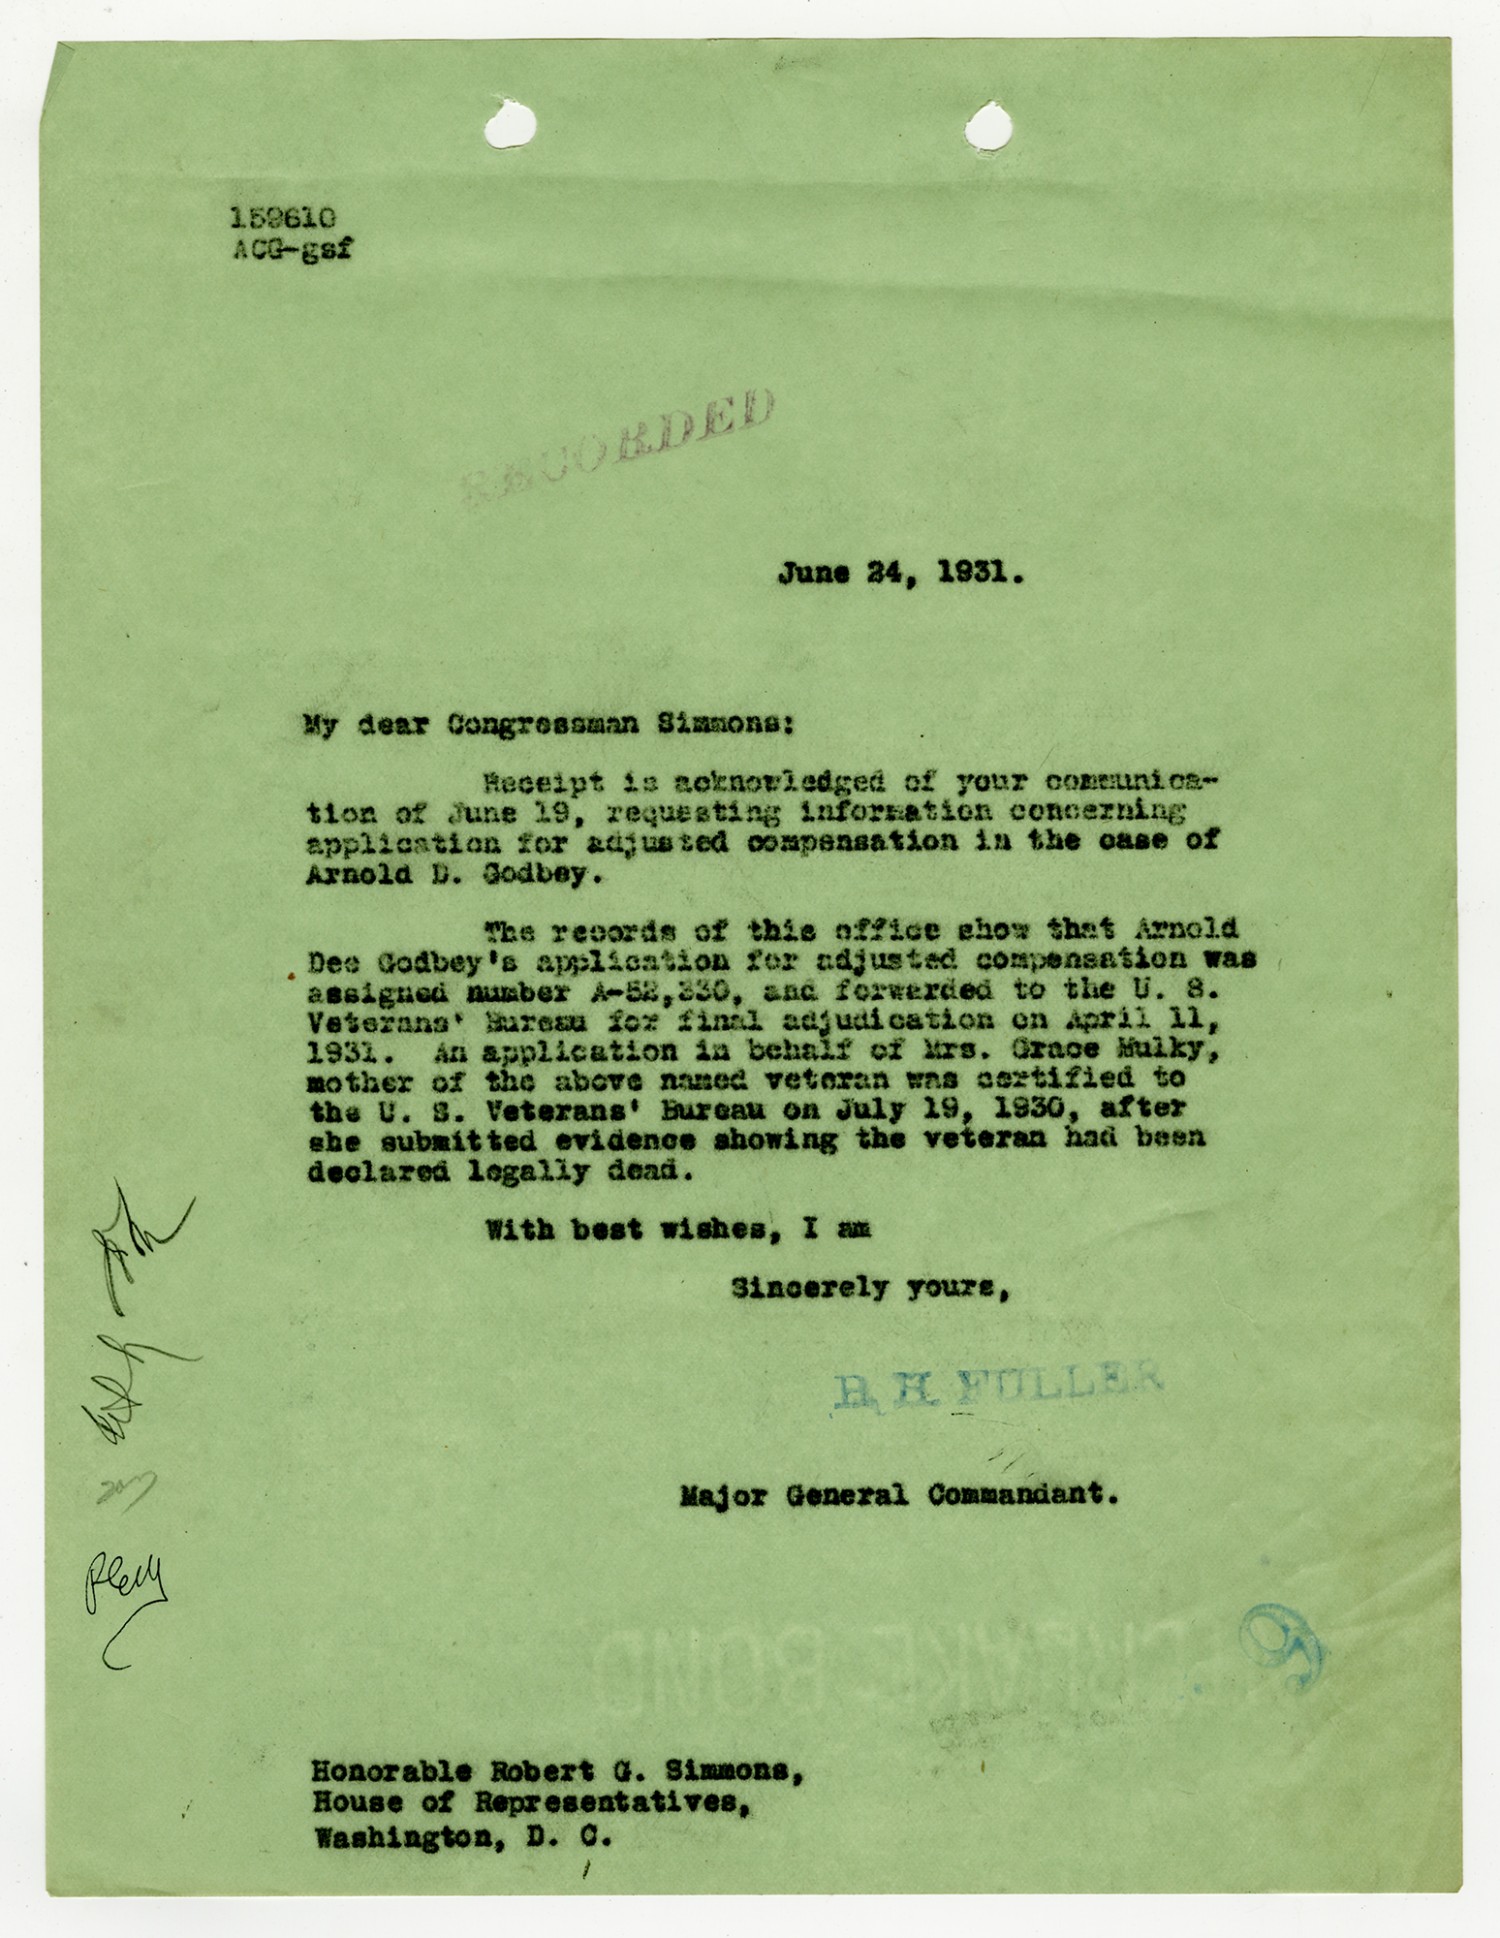 159610
ACG-gsf
RECORDED
June 24, 1931.
My dear Congressman Simmons:
Receipt is acknowledged of your communica-
tion of June 19, requesting information concerning
application for adjusted compensation in the case of
Arnold D. Godbey.
The records of this office show that Arnold
Dee Godbey's application for adjusted compensation was
assigned number A-52,330, and forwarded to the U. S.
Veterans' Bureau for final adjudication on April 11,
1931. An application in behalf of Mrs. Grace Mulky,
mother of the above named veteran was certified to
the U. S. Veterans' Bureau on July 19, 1930, after
she submitted evidence showing the veteran had been
declared legally dead.
With best wishes, I am
Sincerely yours,
B. H. FULLER
Major General Commandant.
Honorable Robert G. Simmons,
House of Representatives,
Washington, D. C.